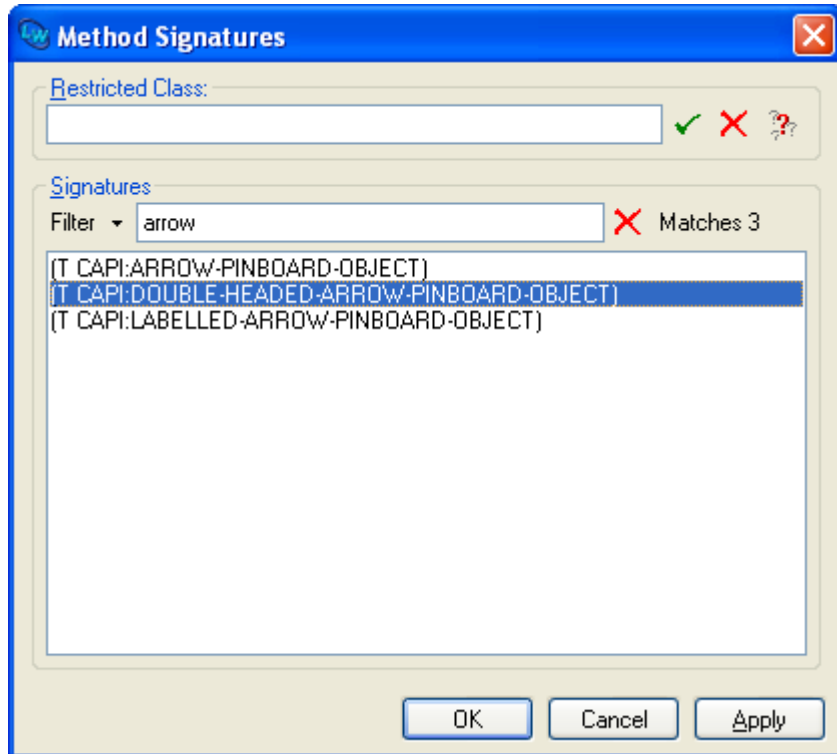 Method Signatures
Restricted Class:
Signatures
Filter arrow Matches 3
(T CAPI:ARROW-PINBOARD-OBJECT)
(T CAPI:DOUBLE-HEADED-ARROW-PINBOARD-OBJECT)
(T CAPI:LABELLED-ARROW-PINBOARD-OBJECT)
OK Cancel Apply